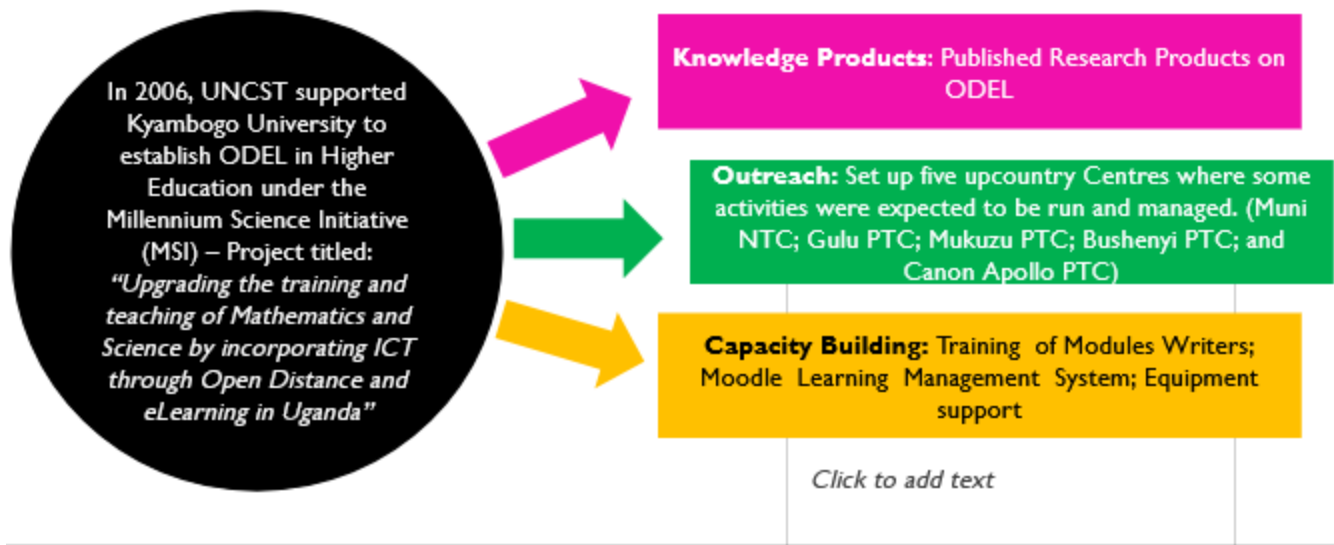 In 2006, UNCST supported
Kyambogo University to
establish ODEL in Higher
Education under the
Millennium Science Initiative
(MSI) – Project titled:
“Upgrading the training and
teaching of Mathematics and
Science by incorporating ICT
through Open Distance and
eLearning in Uganda”
Knowledge Products: Published Research Products on
ODEL
Outreach: Set up five upcountry Centres where some
activities were expected to be run and managed. (Muni
NTC; Gulu PTC; Mukuzu PTC; Bushenyi PTC; and
Canon Apollo PTC)
Capacity Building: Training of Modules Writers;
Moodle Learning Management System; Equipment
support
Click to add text